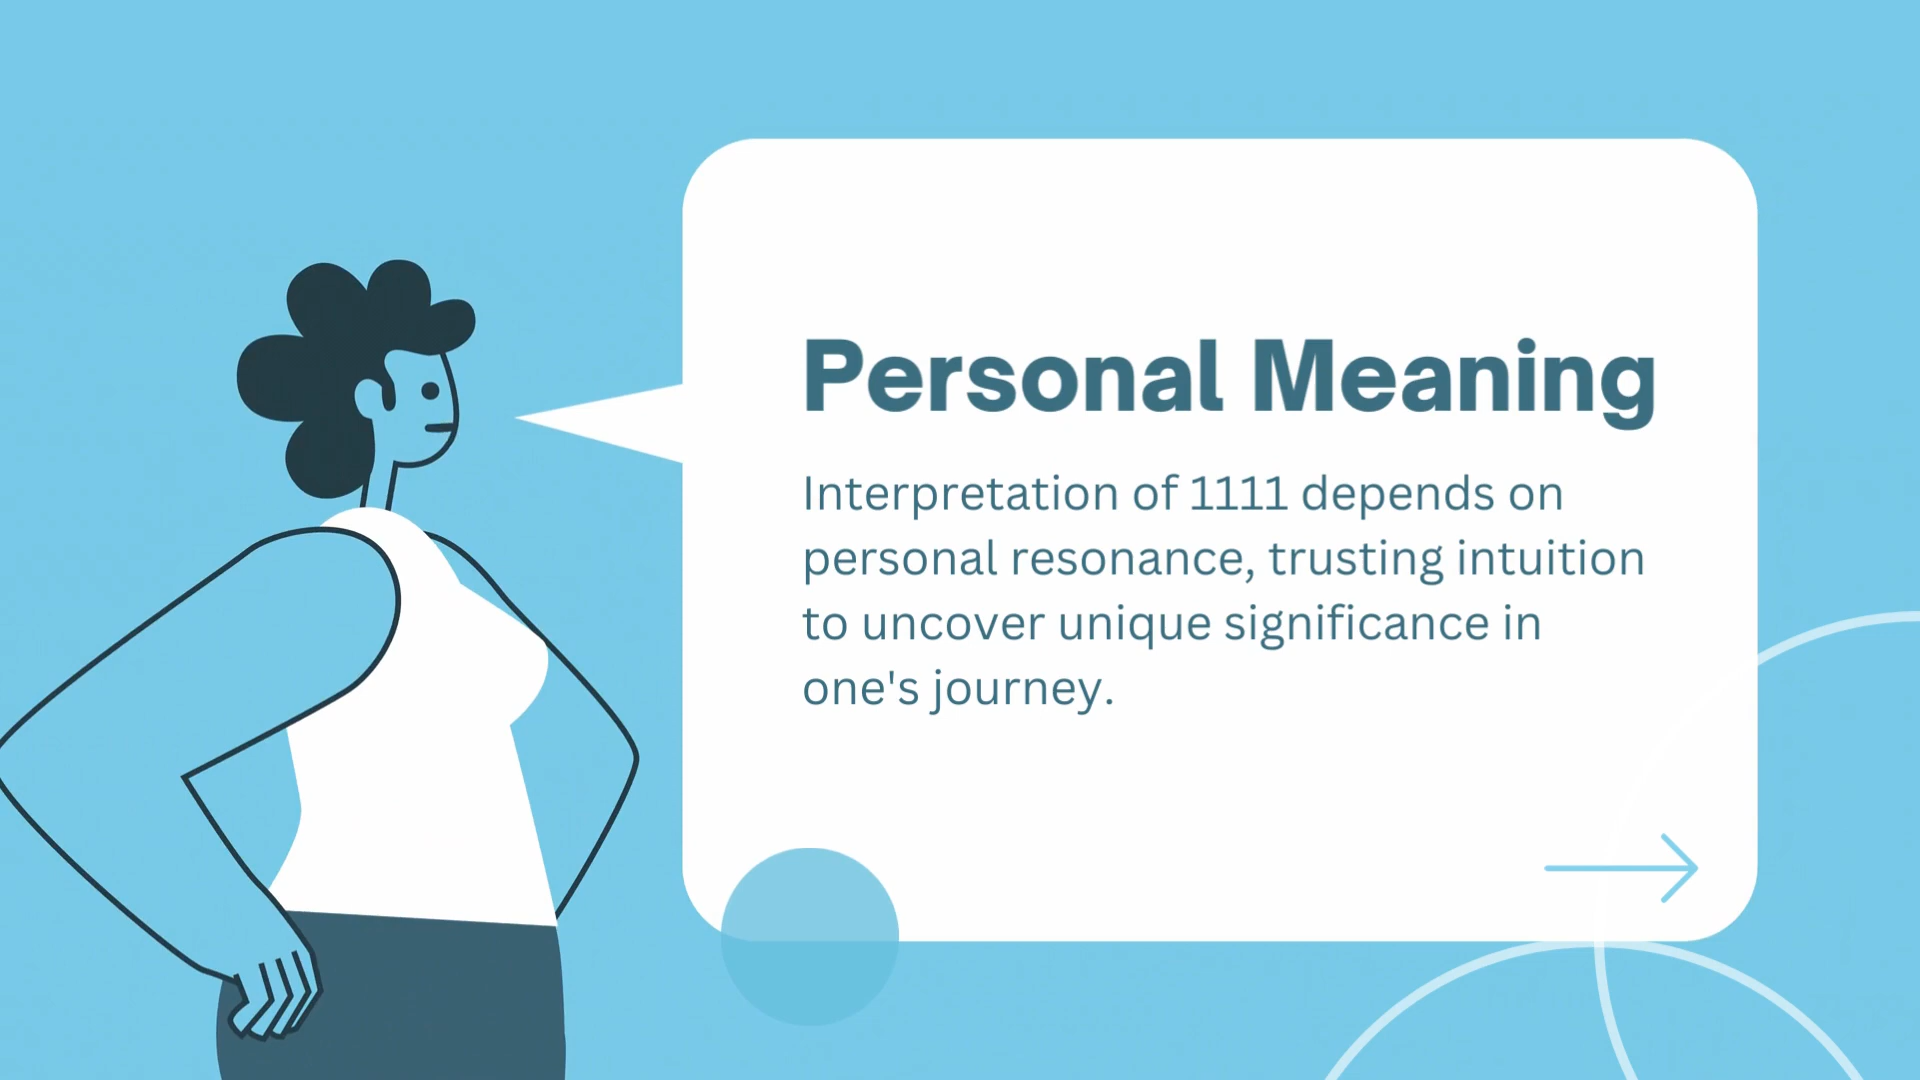 Personal Meaning
Interpretation of 1111 depends on
personal resonance, trusting intuition
to uncover unique significance in
one's journey.